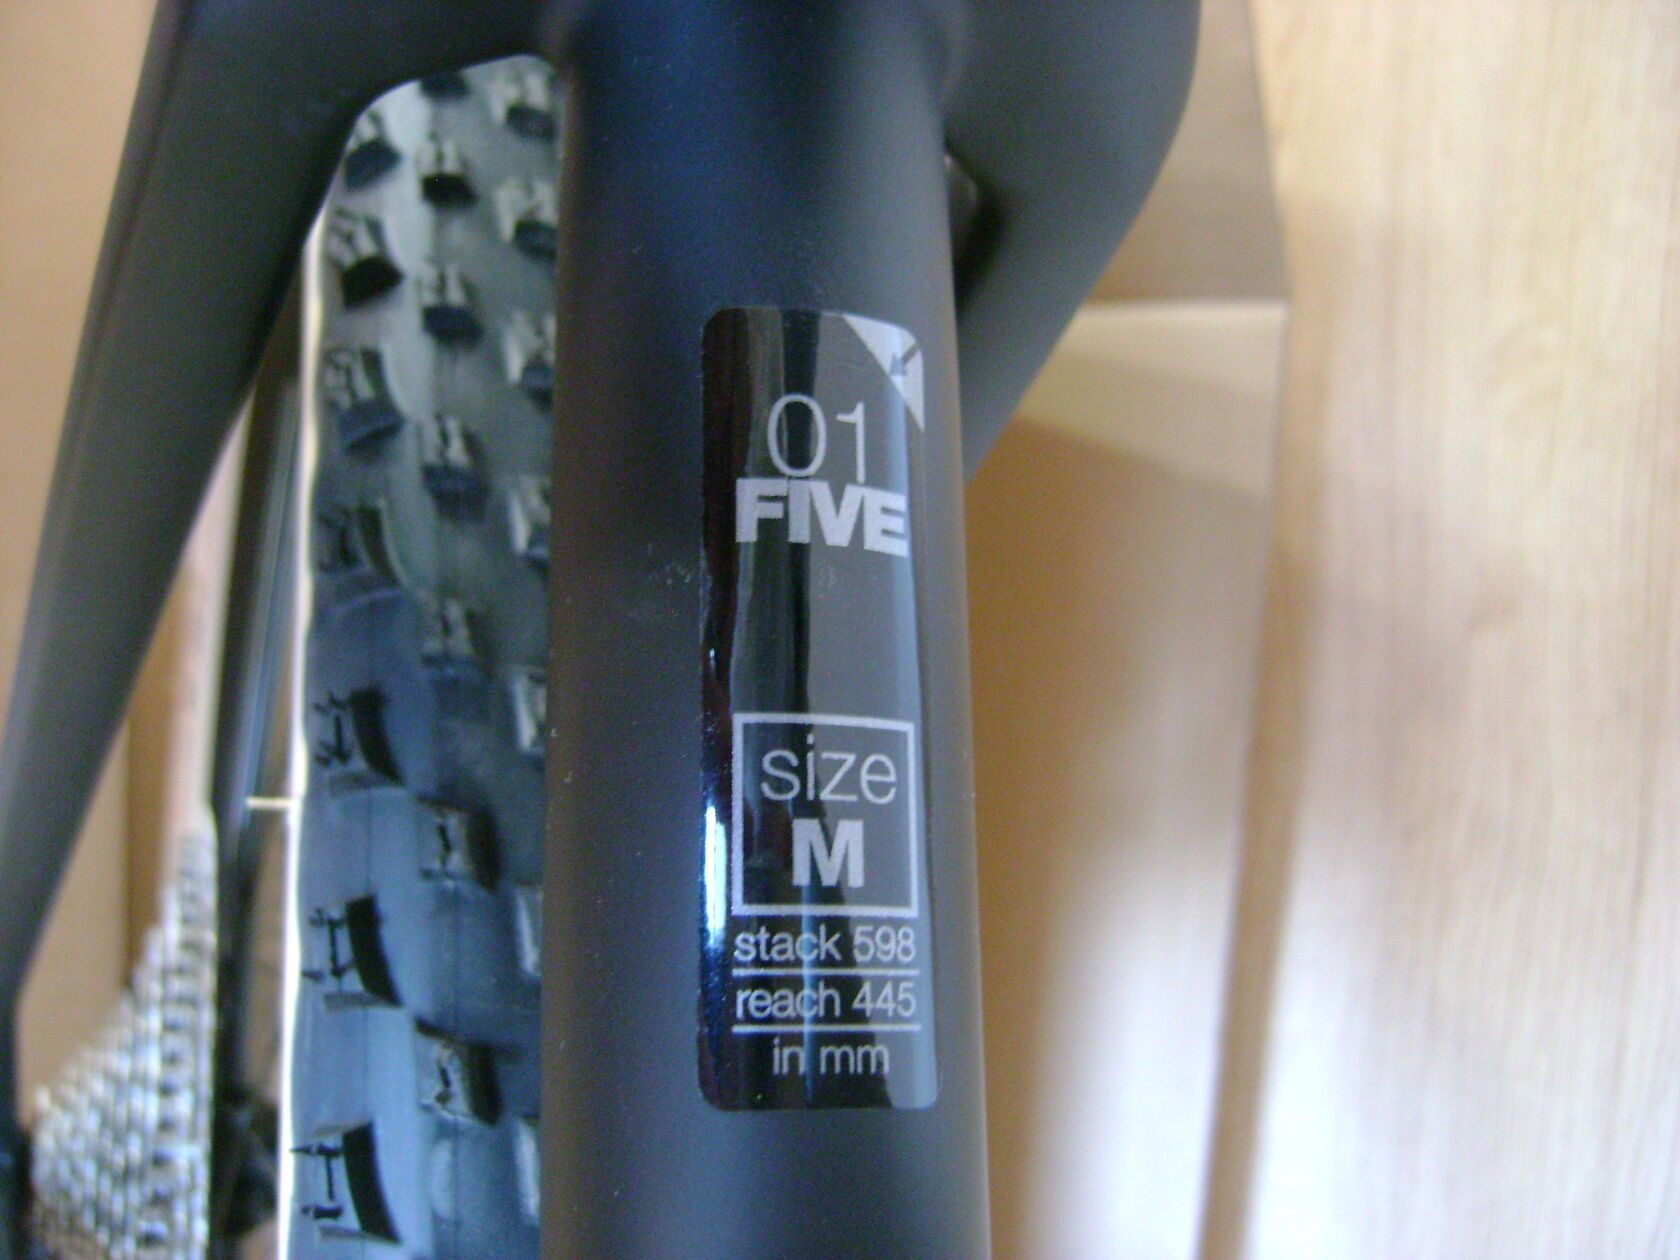 01
FIVE
size
M
stack 598
reach 445
in mm